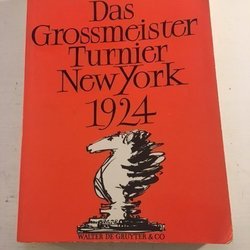 Das
Grossmeister
Turnier
New York
1924
WALTER DE GRUYTER & CO